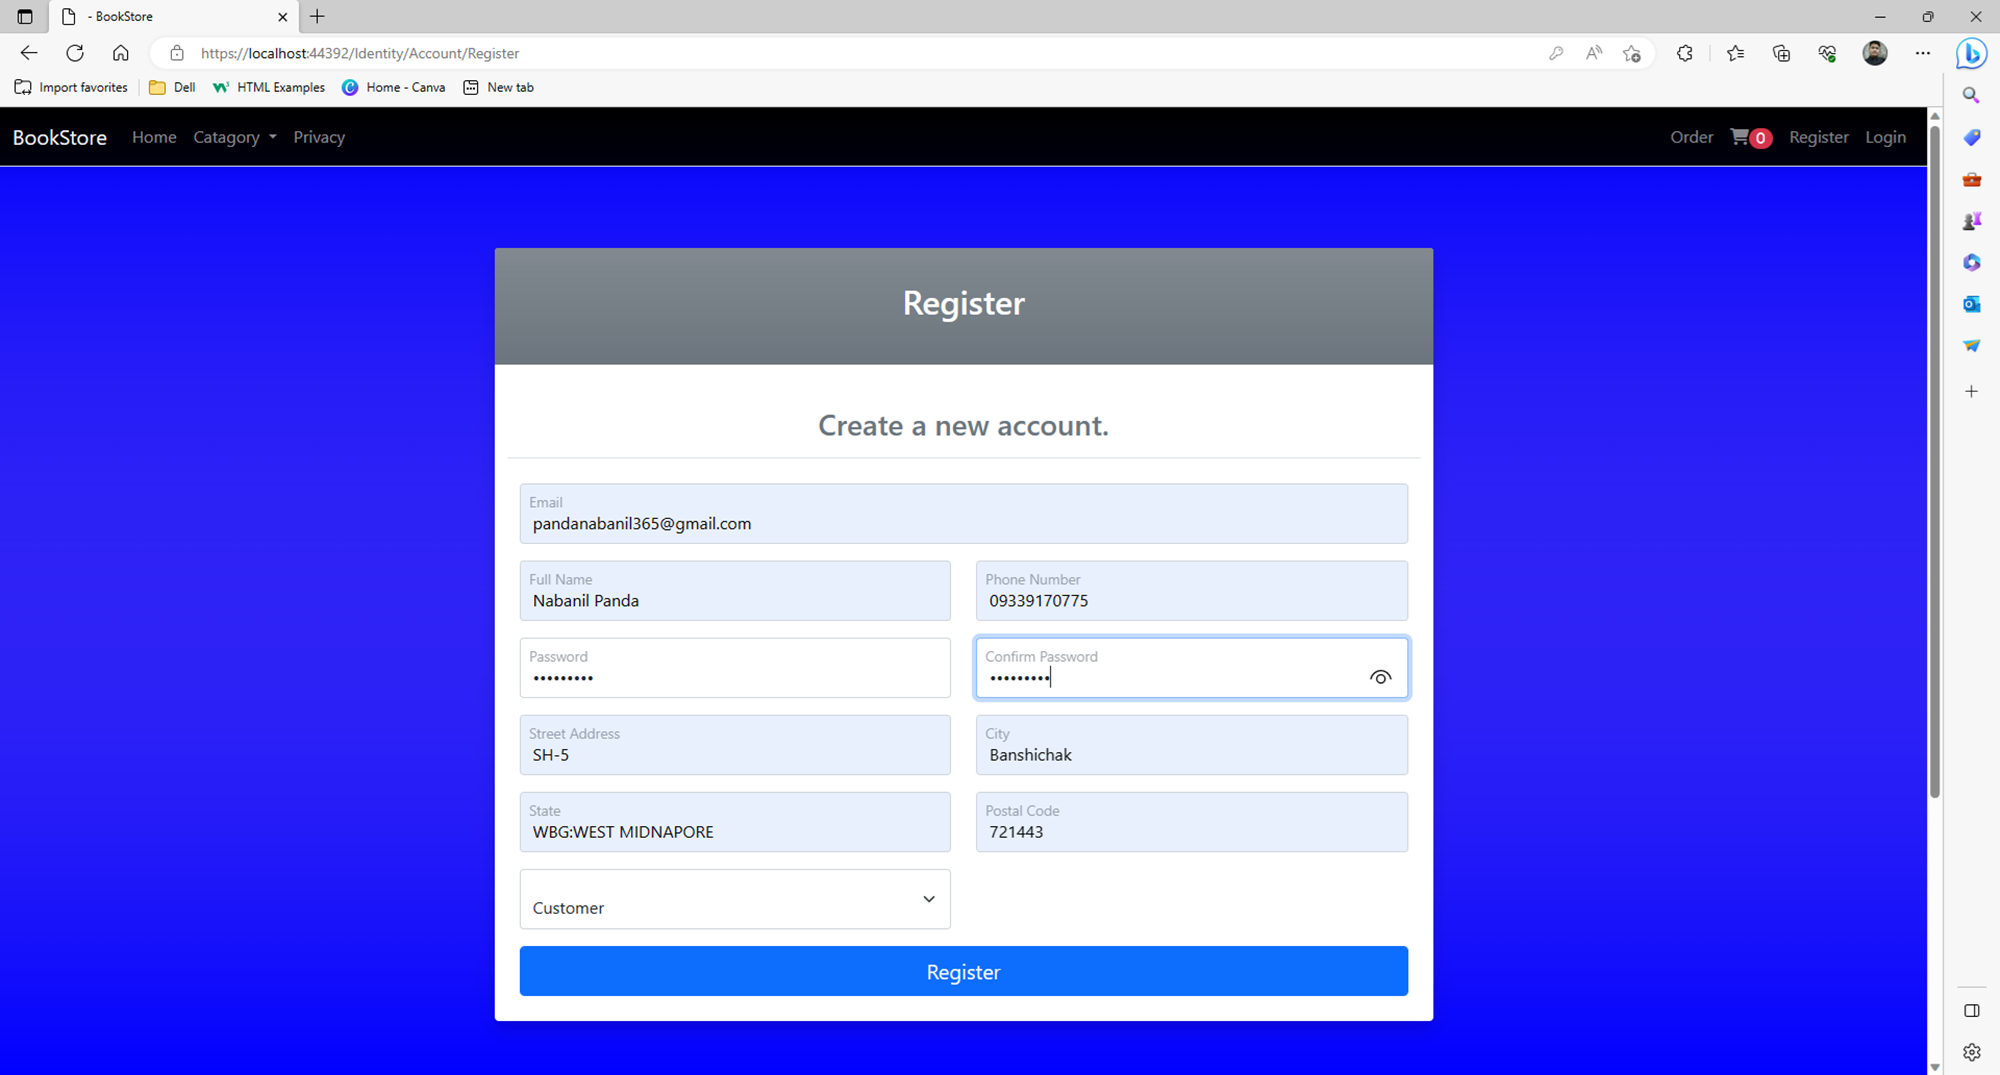 - BookStore
https://localhost:44392/Identity/Account/Register
Import favorites Dell HTML Examples Home - Canva New tab
BookStore Home Catagory Privacy Order 0 Register Login
Register
Create a new account.
Email
pandanabanil365@gmail.com
Full Name Phone Number
Nabanil Panda 09339170775
Password Confirm Password
Street Address City
SH-5 Banshichak
State Postal Code
WBG:WEST MIDNAPORE 721443
Customer
Register